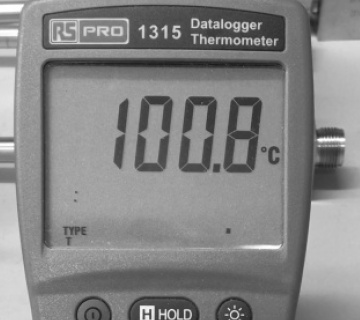 RS PRO 1315 Datalogger
Thermometer
100.8 °C
:
TYPE
T
H HOLD